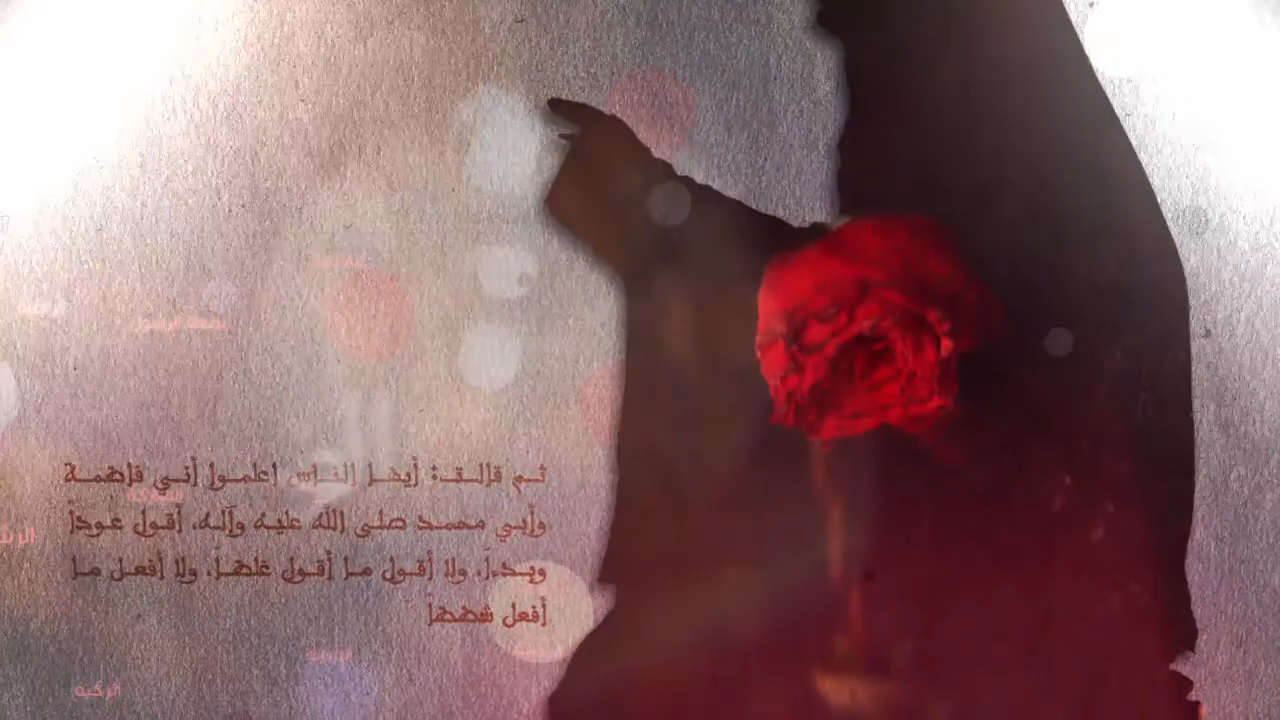 ثم قالت: أيها الناس اعلموا أني فاطمة
وأبي محمد صلى الله عليه وآله، أقول عوداً
وبدءاً، ولا أقول ما أقول غلطاً، ولا أفعل ما
أفعل شططاً